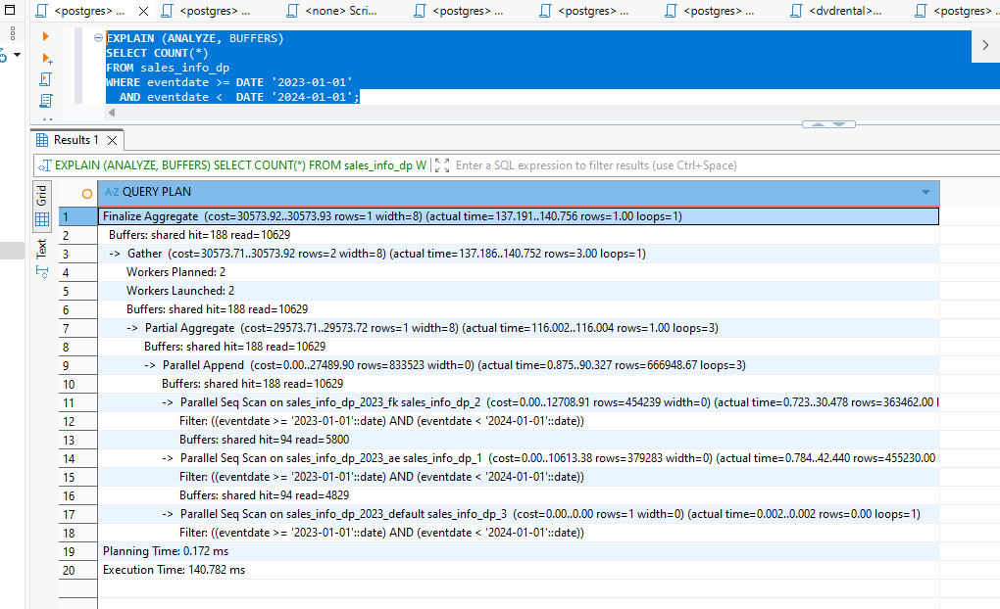 <postgres> ...
<postgres> ...
<none> Scri...
<postgres> ...
<postgres> ...
<postgres> ...
<dvdrental>...
<postgres> ...
EXPLAIN (ANALYZE, BUFFERS)
SELECT COUNT(*)
FROM sales_info_dp
WHERE eventdate >= DATE '2023-01-01'
AND eventdate <  DATE '2024-01-01';
Results 1
EXPLAIN (ANALYZE, BUFFERS) SELECT COUNT(*) FROM sales_info_dp W
Enter a SQL expression to filter results (use Ctrl+Space)
Grid
Text
A-Z QUERY PLAN
1 Finalize Aggregate  (cost=30573.92..30573.93 rows=1 width=8) (actual time=137.191..140.756 rows=1.00 loops=1)
2 Buffers: shared hit=188 read=10629
3 ->  Gather  (cost=30573.71..30573.92 rows=2 width=8) (actual time=137.186..140.752 rows=3.00 loops=1)
4 Workers Planned: 2
5 Workers Launched: 2
6 Buffers: shared hit=188 read=10629
7 ->  Partial Aggregate  (cost=29573.71..29573.72 rows=1 width=8) (actual time=116.002..116.004 rows=1.00 loops=3)
8 Buffers: shared hit=188 read=10629
9 ->  Parallel Append  (cost=0.00..27489.90 rows=833523 width=0) (actual time=0.875..90.327 rows=666948.67 loops=3)
10 Buffers: shared hit=188 read=10629
11 ->  Parallel Seq Scan on sales_info_dp_2023_fk sales_info_dp_2  (cost=0.00..12708.91 rows=454239 width=0) (actual time=0.723..30.478 rows=363462.00 l
12 Filter: ((eventdate >= '2023-01-01'::date) AND (eventdate < '2024-01-01'::date))
13 Buffers: shared hit=94 read=5800
14 ->  Parallel Seq Scan on sales_info_dp_2023_ae sales_info_dp_1  (cost=0.00..10613.38 rows=379283 width=0) (actual time=0.784..42.440 rows=455230.00
15 Filter: ((eventdate >= '2023-01-01'::date) AND (eventdate < '2024-01-01'::date))
16 Buffers: shared hit=94 read=4829
17 ->  Parallel Seq Scan on sales_info_dp_2023_default sales_info_dp_3  (cost=0.00..0.00 rows=1 width=0) (actual time=0.002..0.002 rows=0.00 loops=1)
18 Filter: ((eventdate >= '2023-01-01'::date) AND (eventdate < '2024-01-01'::date))
19 Planning Time: 0.172 ms
20 Execution Time: 140.782 ms